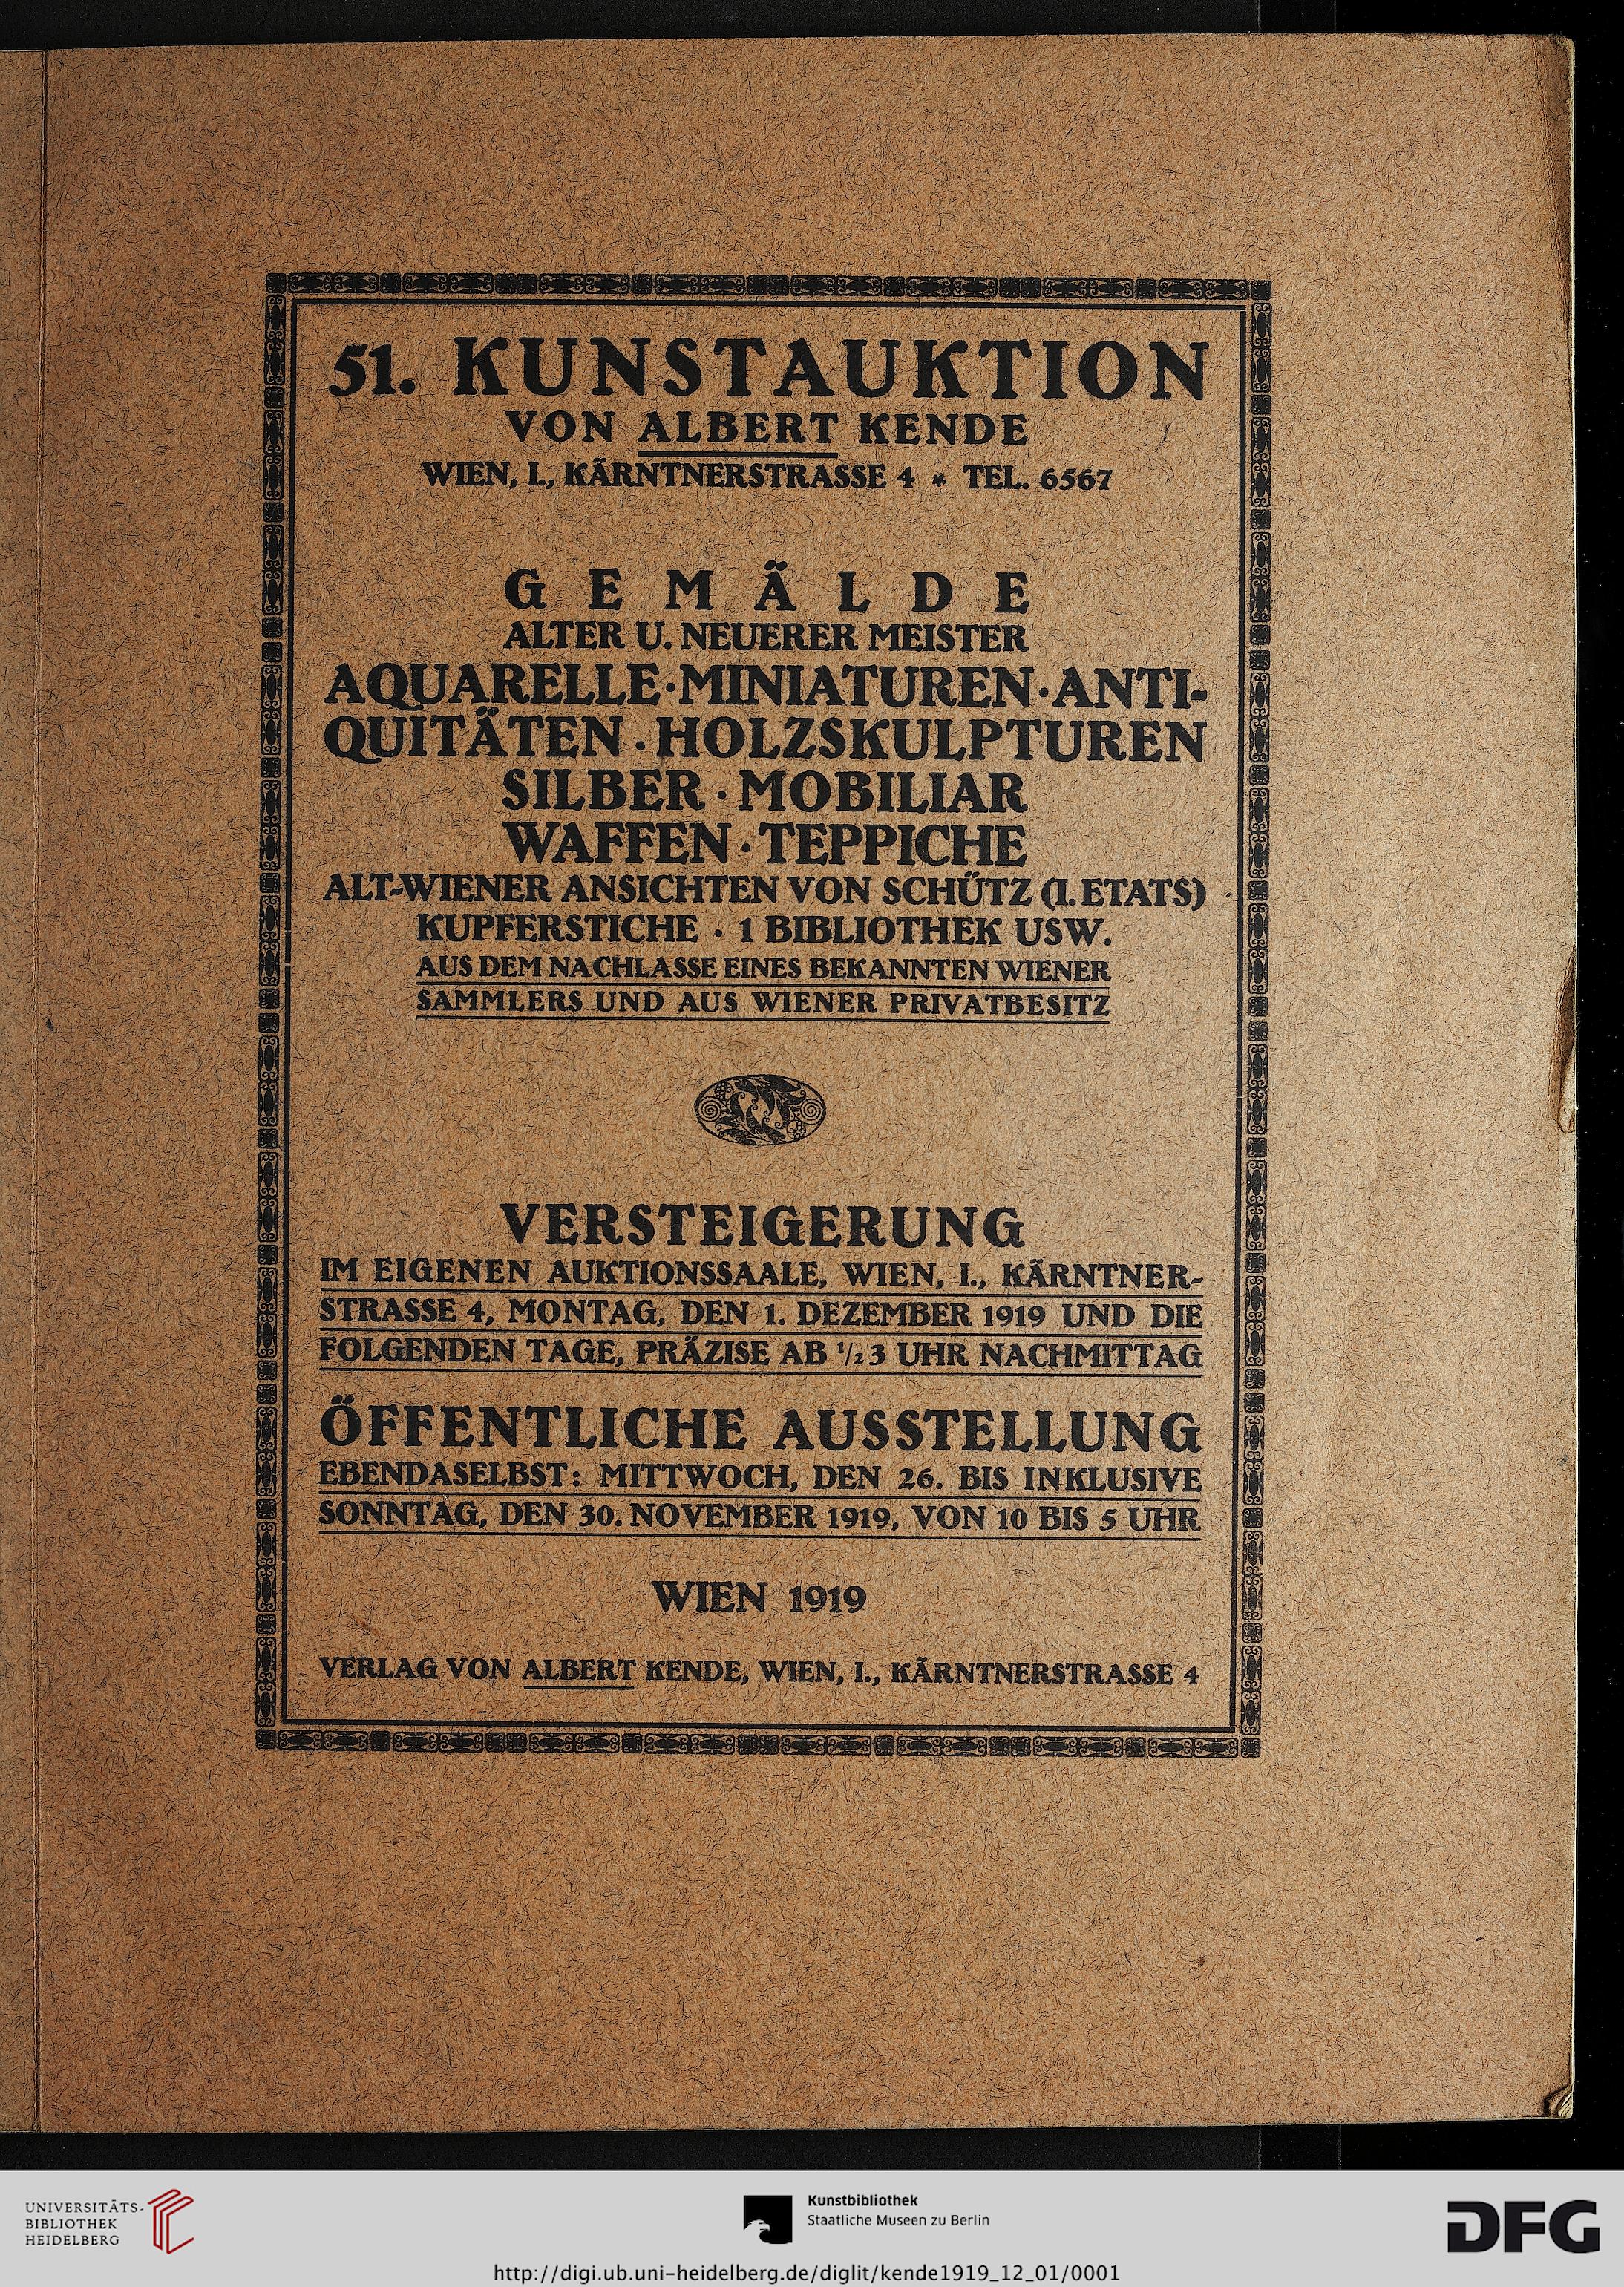 51. KUNSTAUKTION
VON ALBERT KENDE
WIEN, I., KÄRNTNERSTRASSE 4 * TEL. 6567
GEMÄLDE
ALTER U. NEUERER MEISTER
AQUARELLE·MINIATUREN·ANTI-
QUITÄTEN·HOLZSKULPTUREN
SILBER·MOBILIAR
WAFFEN·TEPPICHE
ALT-WIENER ANSICHTEN VON SCHÜTZ (I. ETATS)
KUPFERSTICHE · 1 BIBLIOTHEK USW.
AUS DEM NACHLASSE EINES BEKANNTEN WIENER
SAMMLERS UND AUS WIENER PRIVATBESITZ
VERSTEIGERUNG
IM EIGENEN AUKTIONSSAALE, WIEN, I., KÄRNTNER-
STRASSE 4, MONTAG, DEN 1. DEZEMBER 1919 UND DIE
FOLGENDEN TAGE, PRÄZISE AB 1/2 3 UHR NACHMITTAG
ÖFFENTLICHE AUSSTELLUNG
EBENDASELBST: MITTWOCH, DEN 26. BIS INKLUSIVE
SONNTAG, DEN 30. NOVEMBER 1919, VON 10 BIS 5 UHR
WIEN 1919
VERLAG VON ALBERT KENDE, WIEN, I., KÄRNTNERSTRASSE 4
UNIVERSITÄTS-
BIBLIOTHEK
HEIDELBERG
Kunstbibliothek
Staatliche Museen zu Berlin
DFG
http://digi.ub.uni-heidelberg.de/diglit/kende1919_12_01/0001